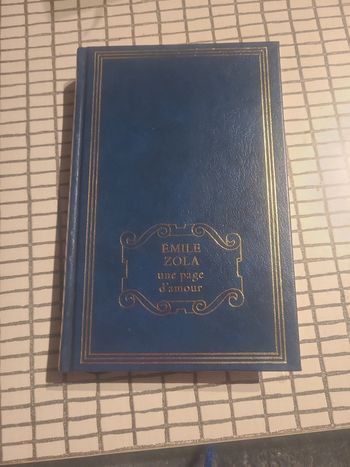 ÉMILE
ZOLA
une page
d'amour